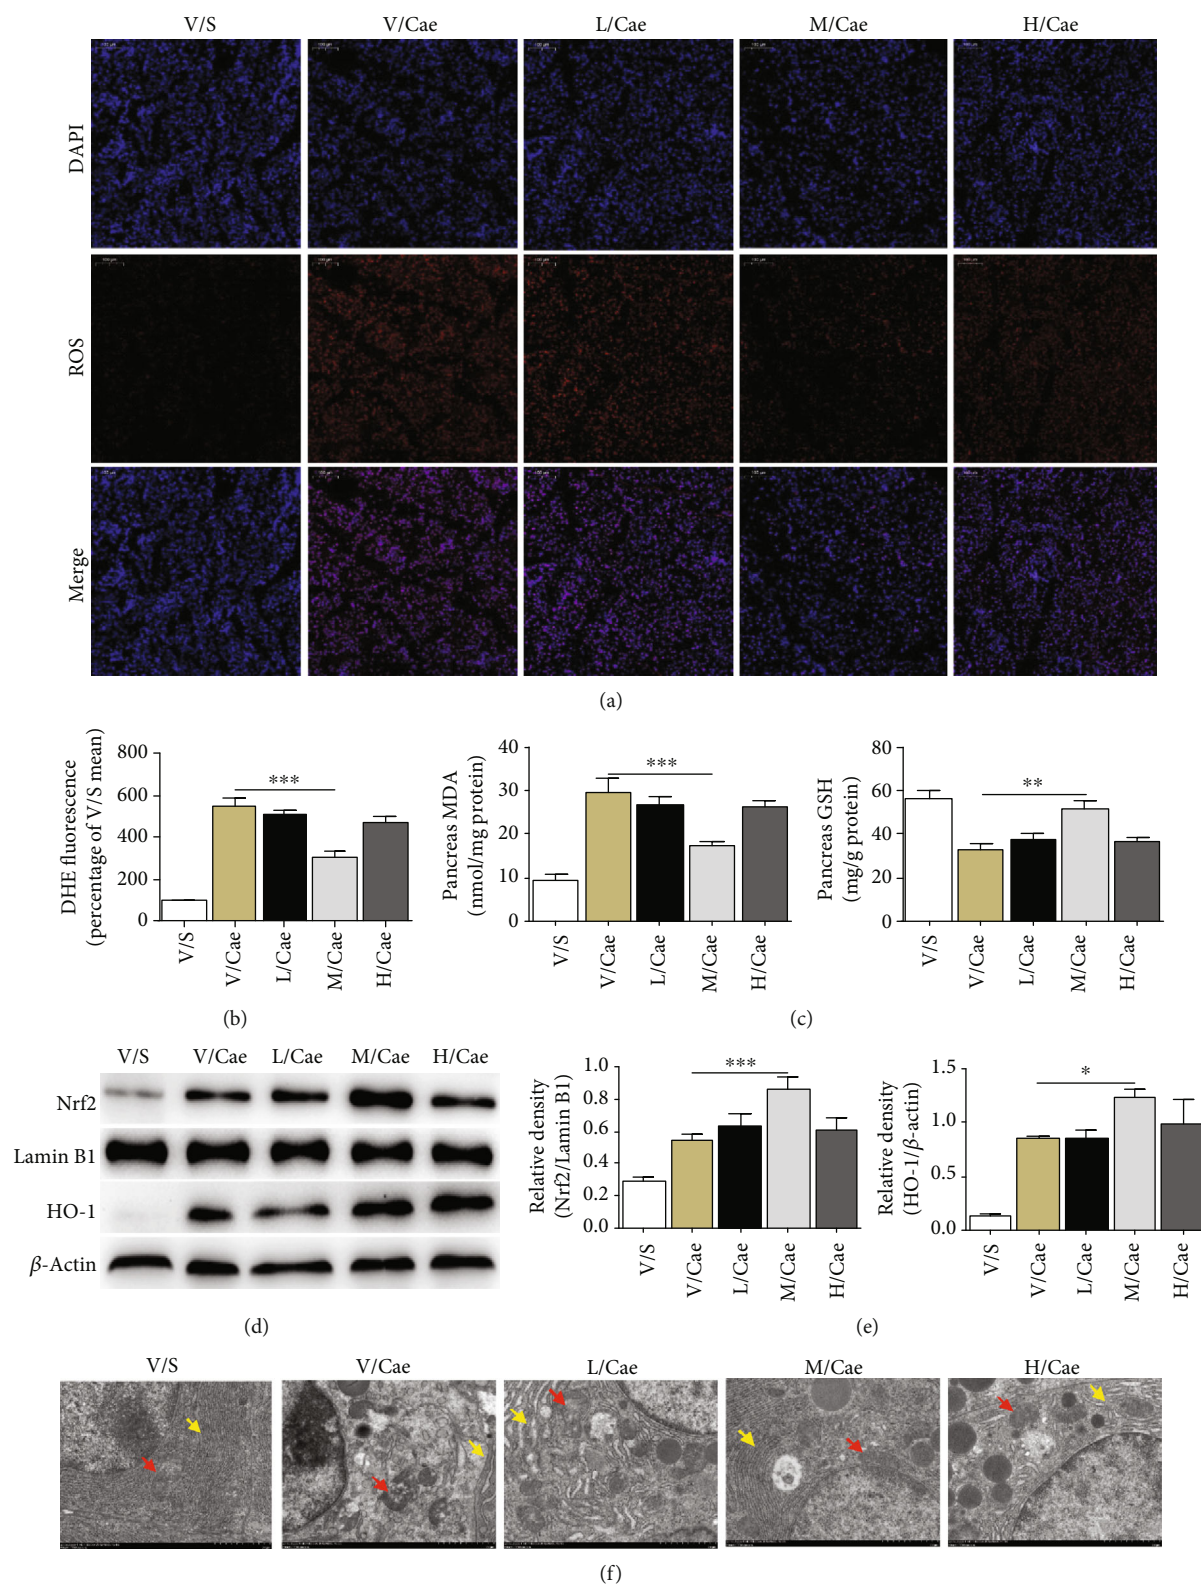 V/S V/Cae L/Cae M/Cae H/Cae
DAPI
ROS
Merge
(a)
DHE fluorescence
(percentage of V/S mean)
800
600
400
200
0
***
V/S V/Cae L/Cae M/Cae H/Cae
(b)
Pancreas MDA
(nmol/mg protein)
40
30
20
10
0
***
V/S V/Cae L/Cae M/Cae H/Cae
Pancreas GSH
(mg/g protein)
80
60
40
20
0
**
V/S V/Cae L/Cae M/Cae H/Cae
(c)
V/S V/Cae L/Cae M/Cae H/Cae
Nrf2
Lamin B1
HO-1
β-Actin
(d)
Relative density
(Nrf2/Lamin B1)
1.0
0.8
0.6
0.4
0.2
0.0
***
V/S V/Cae L/Cae M/Cae H/Cae
Relative density
(HO-1/β-actin)
1.5
1.0
0.5
0.0
*
V/S V/Cae L/Cae M/Cae H/Cae
(e)
V/S V/Cae L/Cae M/Cae H/Cae
(f)